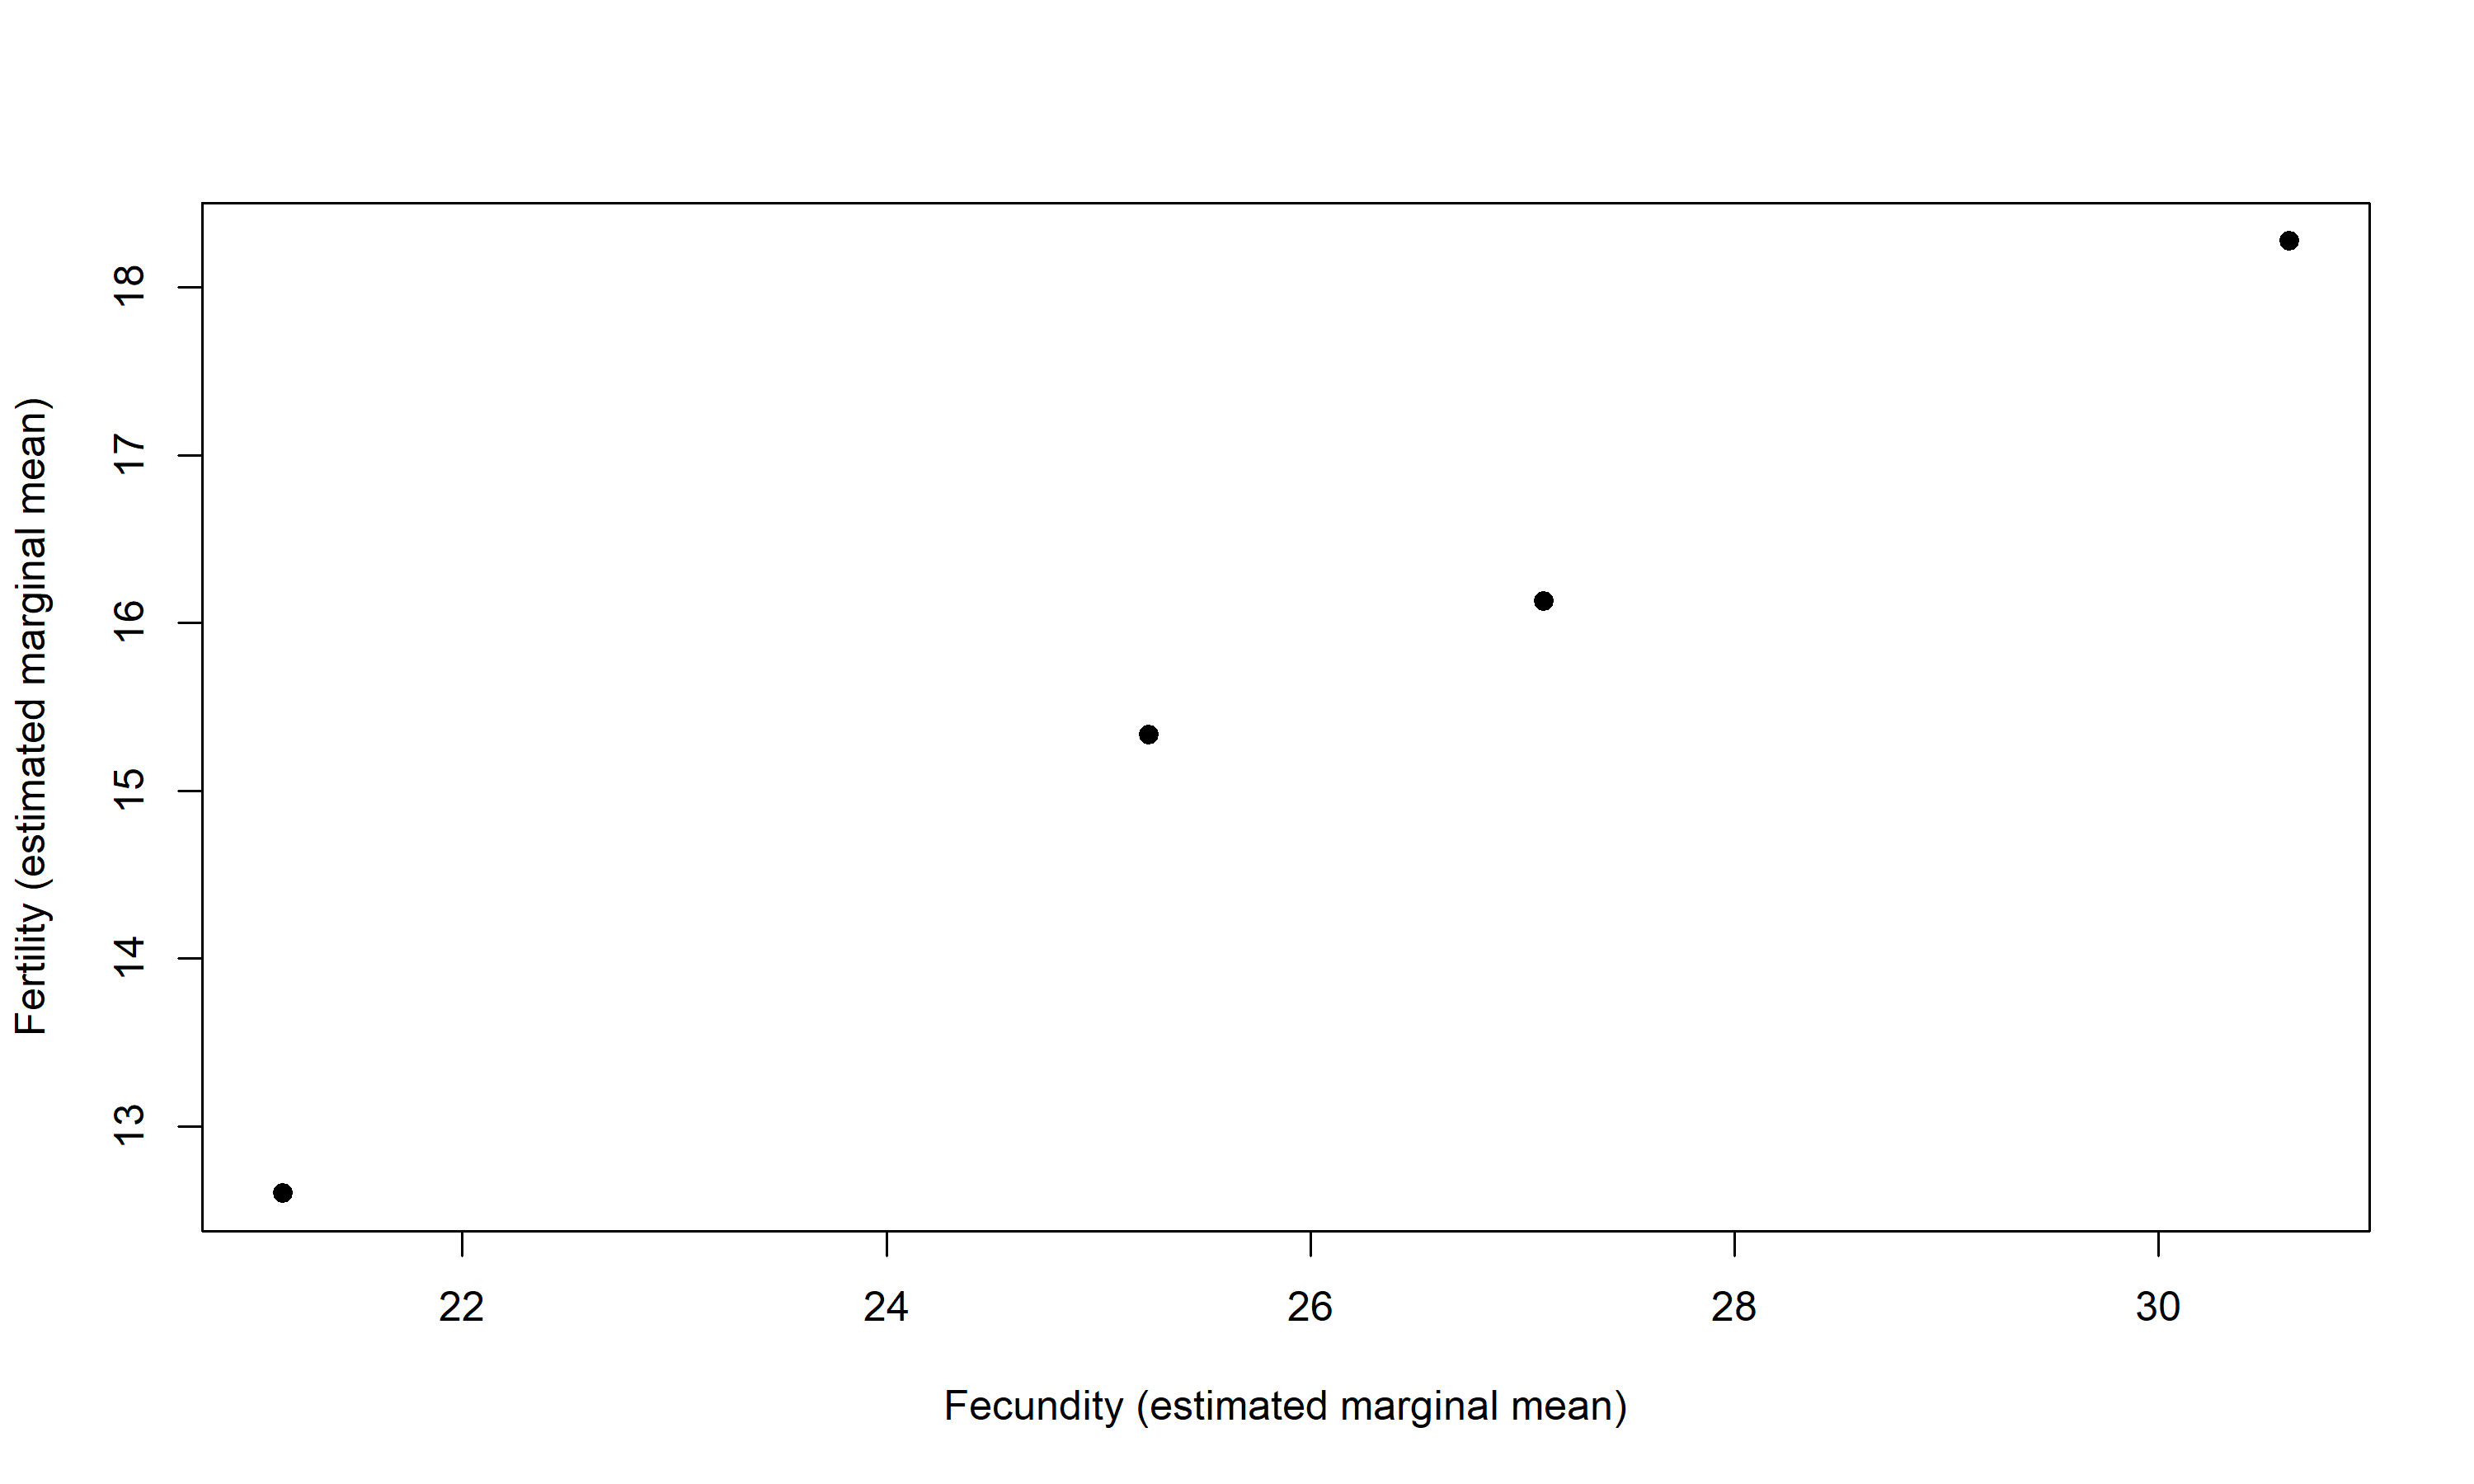 Fertility (estimated marginal mean)
18
17
16
15
14
13
22 24 26 28 30
Fecundity (estimated marginal mean)